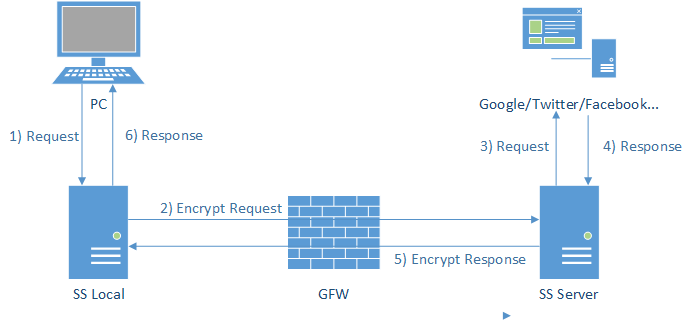 PC
Google/Twitter/Facebook...
1) Request
6) Response
3) Request
4) Response
2) Encrypt Request
5) Encrypt Response
SS Local
GFW
SS Server